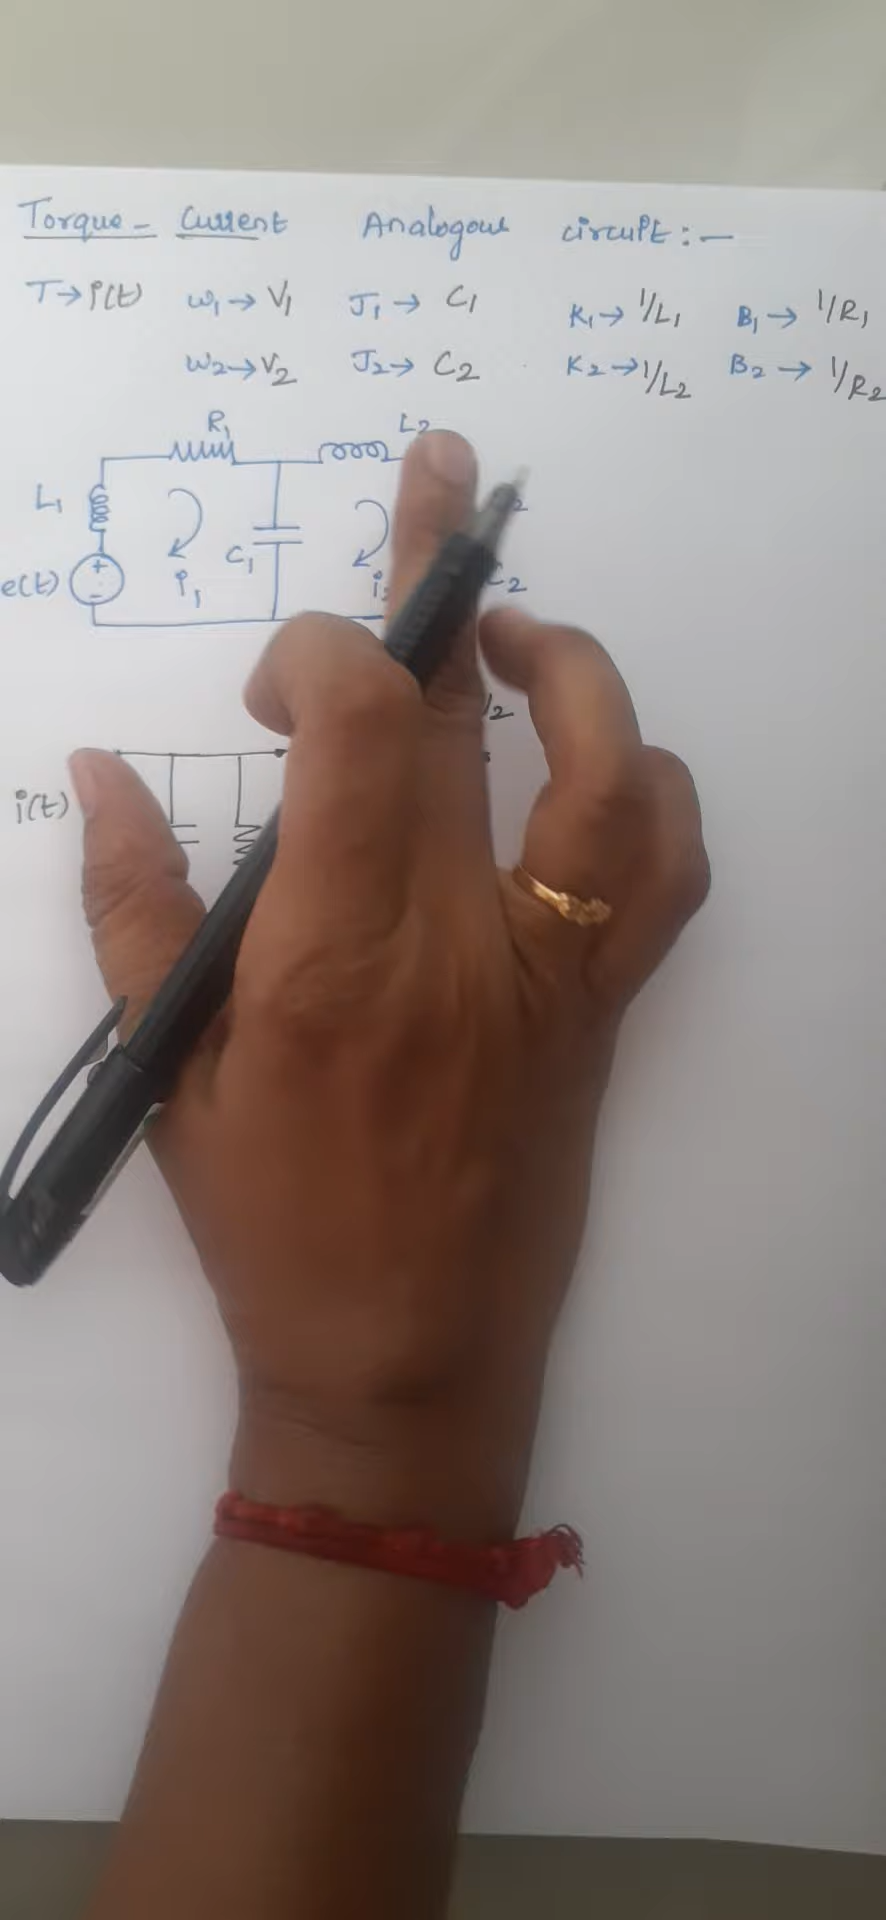 Torque - Current Analogous circuit :-
T→i(t) ω₁→V₁ J₁→C₁ K₁→1/L₁ B₁→1/R₁
ω₂→V₂ J₂→C₂ K₂→1/L₂ B₂→1/R₂
R₁ L₂
L₁
C₁
e(t) + - i₁ C₂
i(t)